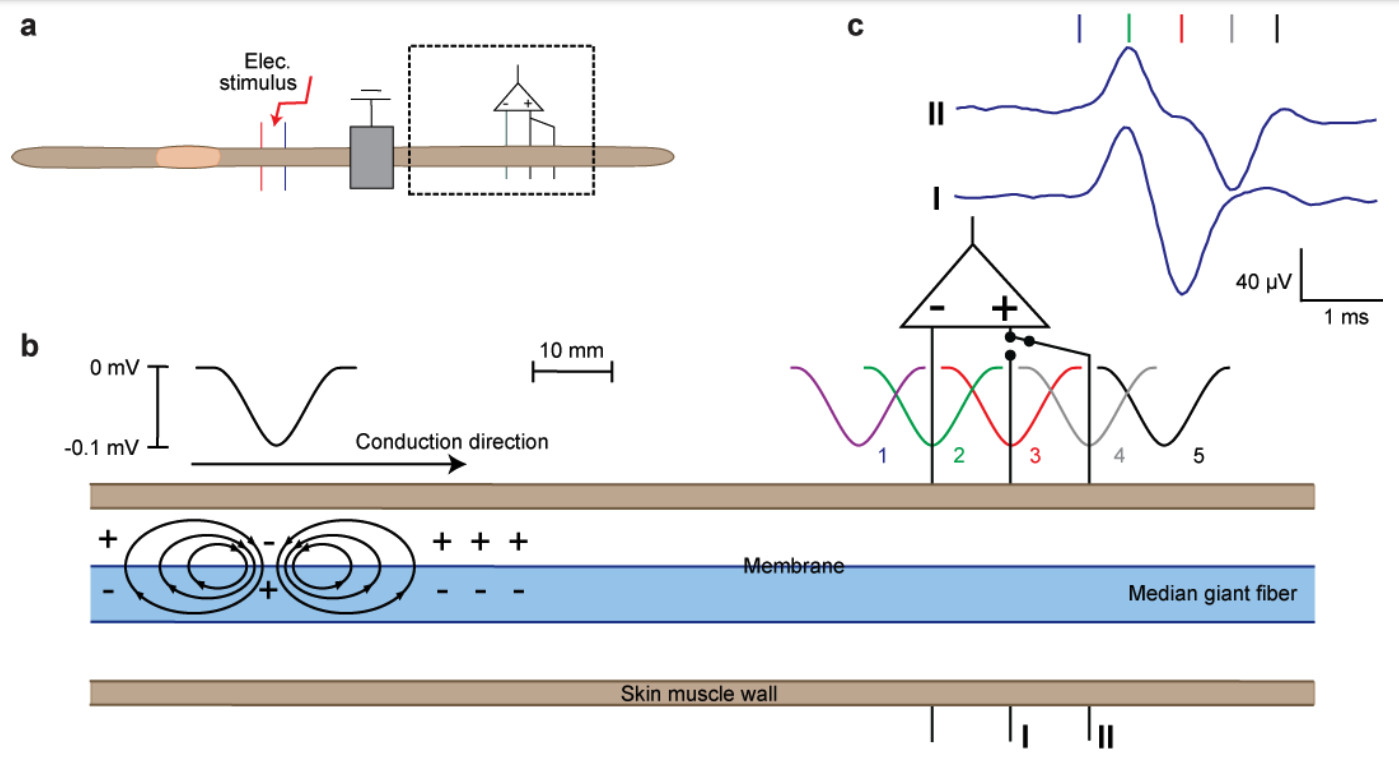 a
Elec.
stimulus
- +
c
II
I
40 µV
1 ms
- +
b
0 mV
-0.1 mV
10 mm
Conduction direction
1 2 3 4 5
+ - + + +
- + - - -
Membrane
Median giant fiber
Skin muscle wall
I II